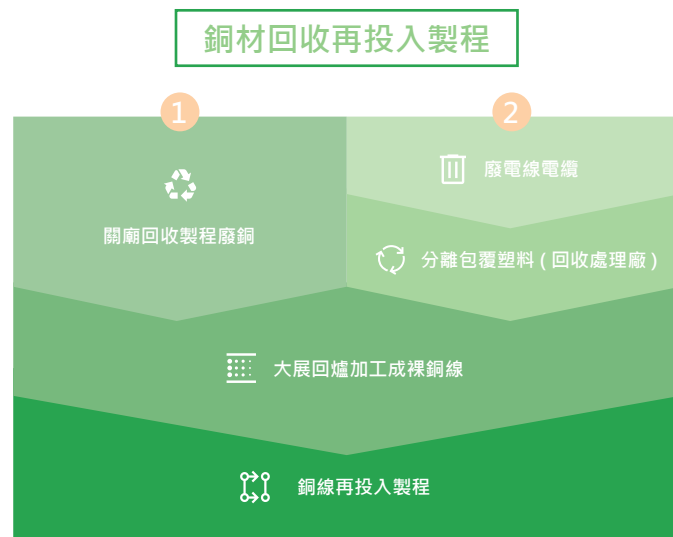 銅材回收再投入製程
1
2
關廟回收製程廢銅
廢電線電纜
分離包覆塑料 ( 回收處理廠 )
大展回爐加工成裸銅線
銅線再投入製程